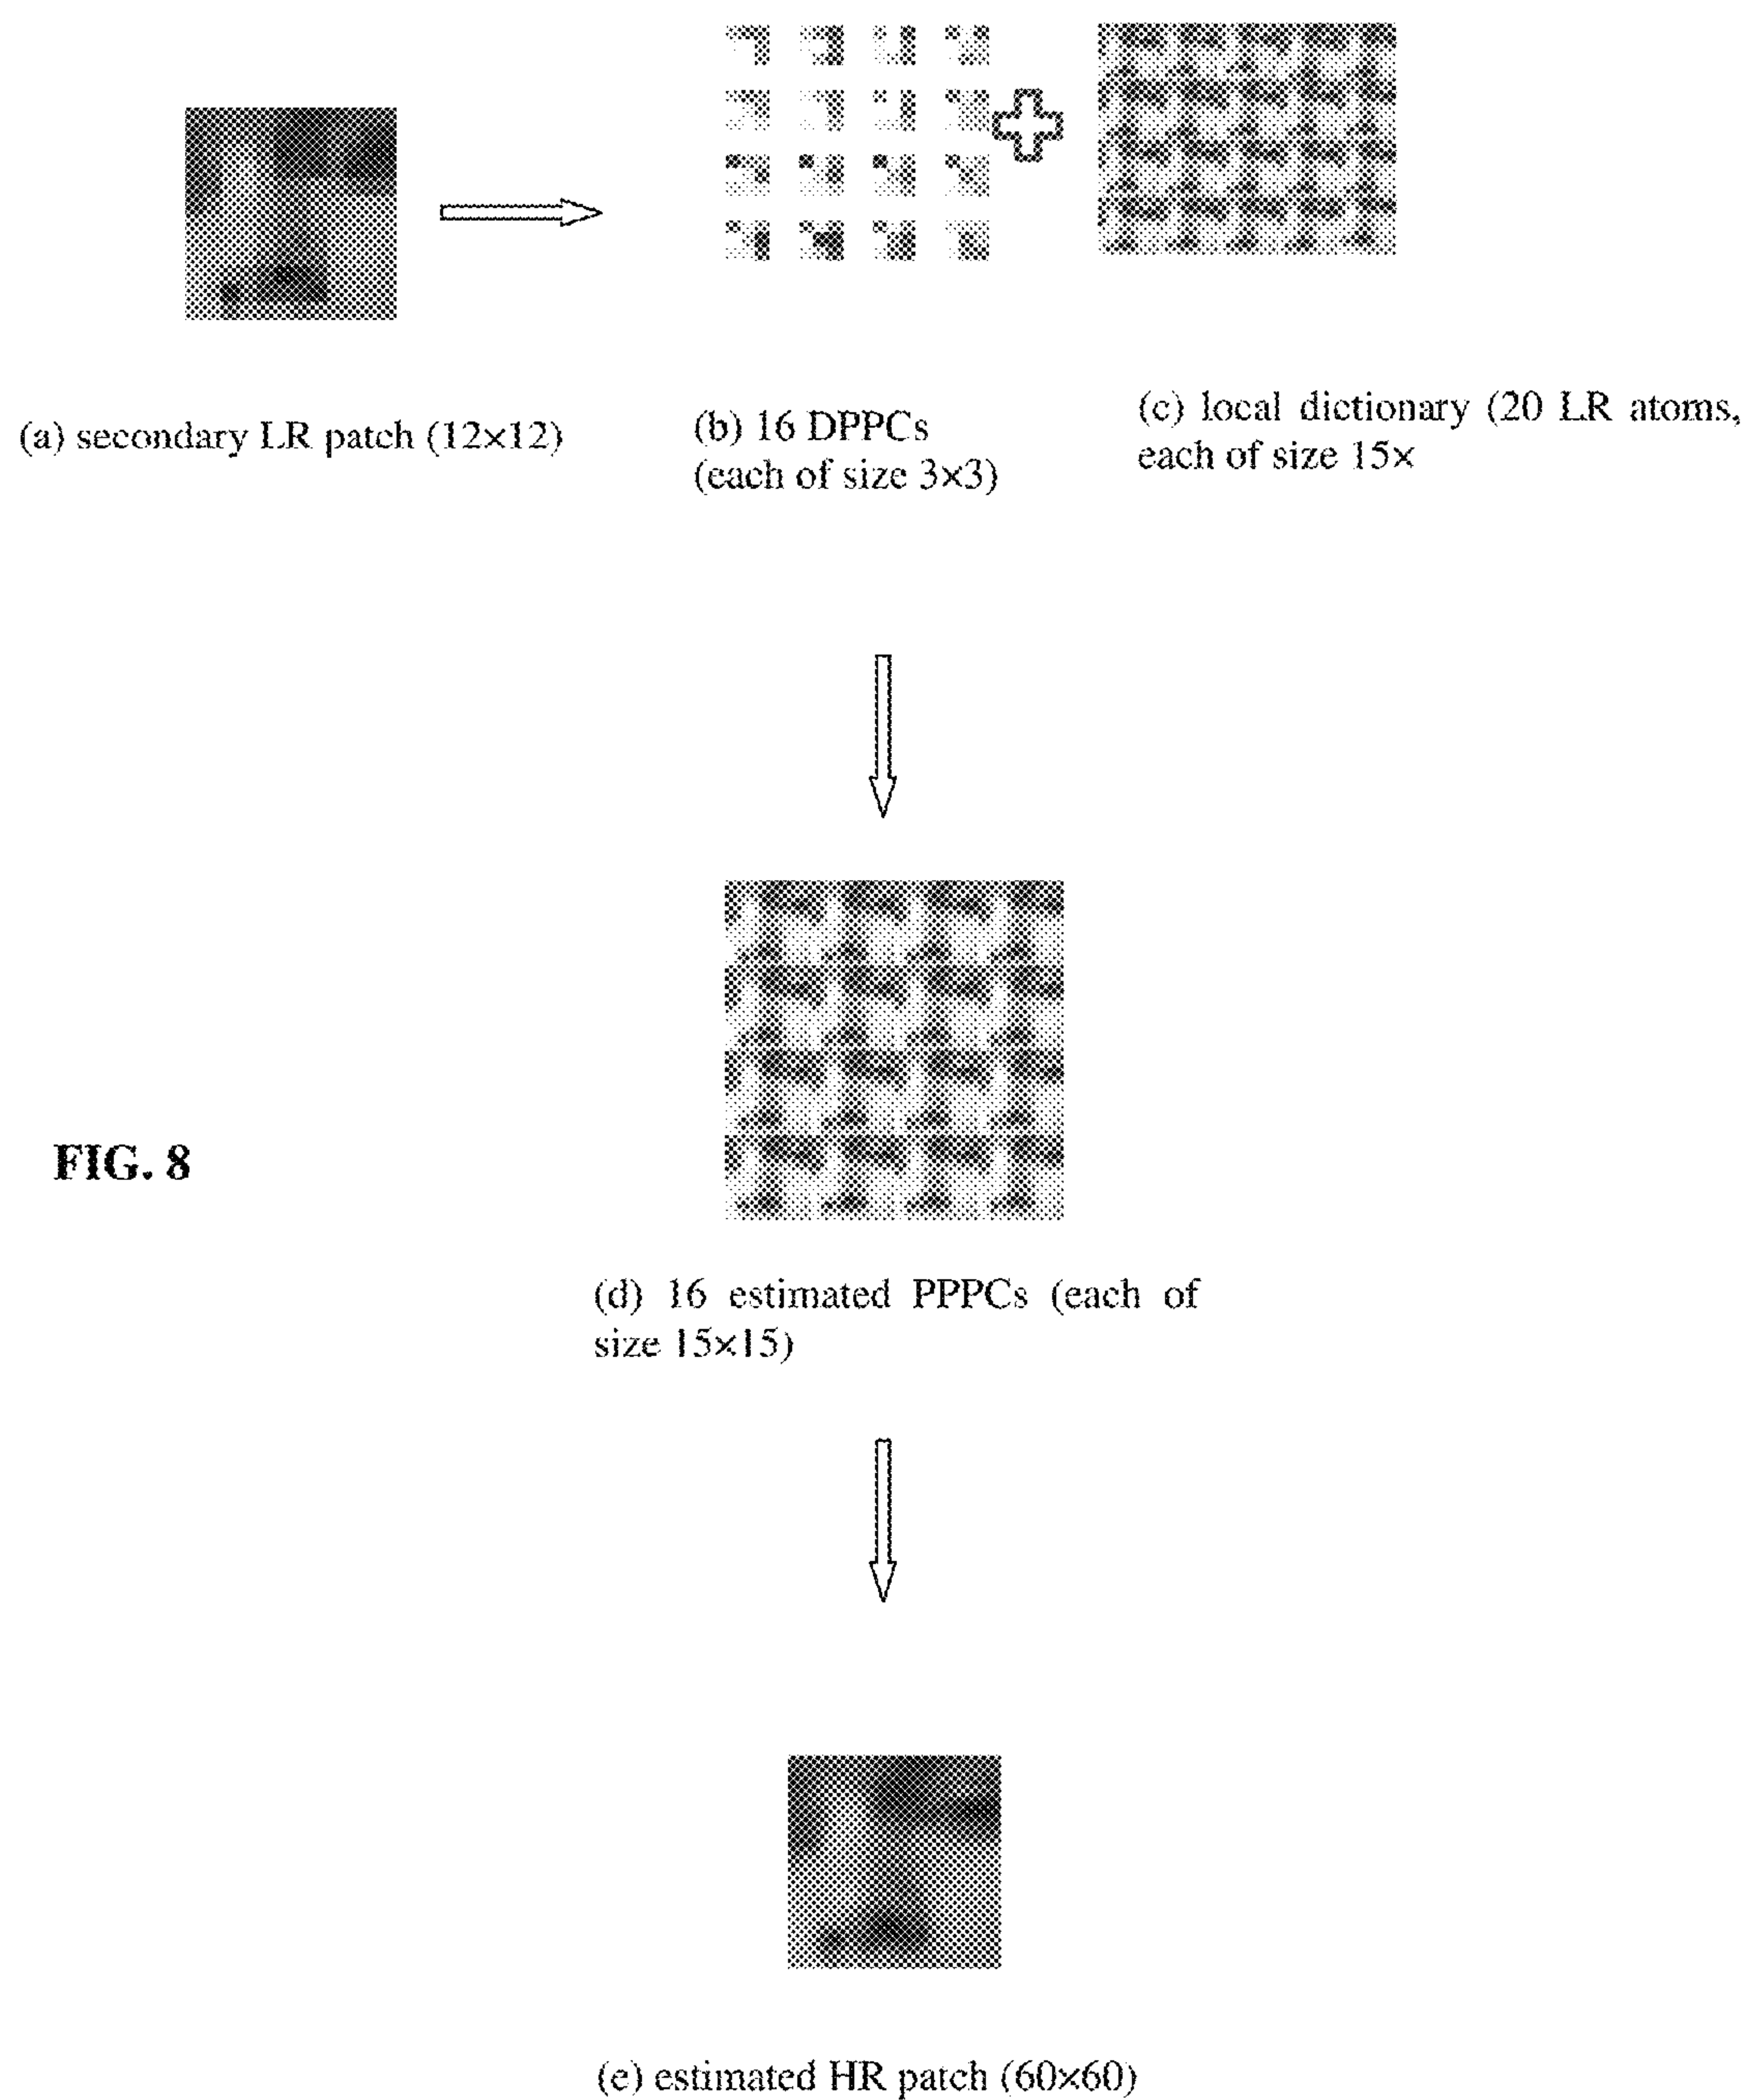 (a) secondary LR patch (12×12)
(b) 16 DPPCs
(each of size 3×3)
(c) local dictionary (20 LR atoms,
each of size 15×
FIG. 8
(d) 16 estimated PPPCs (each of
size 15×15)
(e) estimated HR patch (60×60)